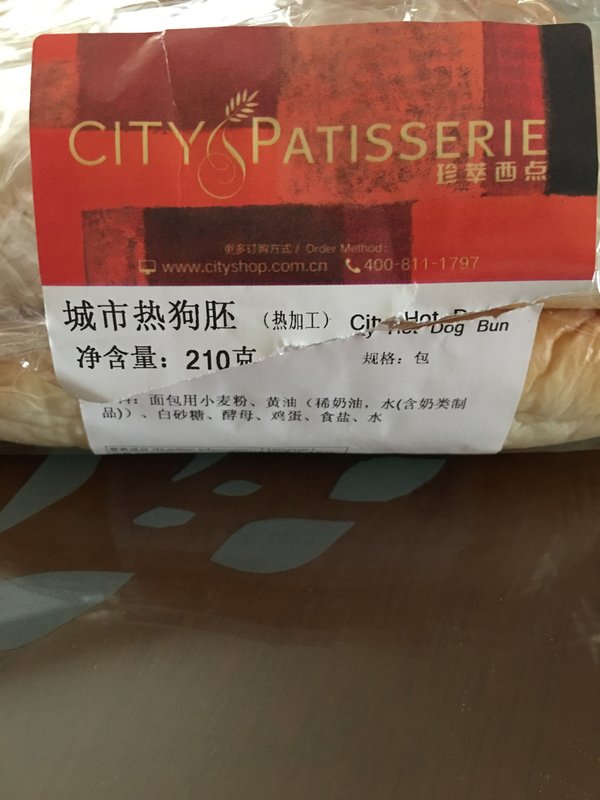 CITY PATISSERIE
珍萃西点
更多订购方式 / Order Method:
www.cityshop.com.cn 400-811-1797
城市热狗胚 （热加工） City Hot Dog Bun
净含量：210克 规格：包
料：面包用小麦粉、黄油（稀奶油，水(含奶类制
品)）、白砂糖、酵母、鸡蛋、食盐、水